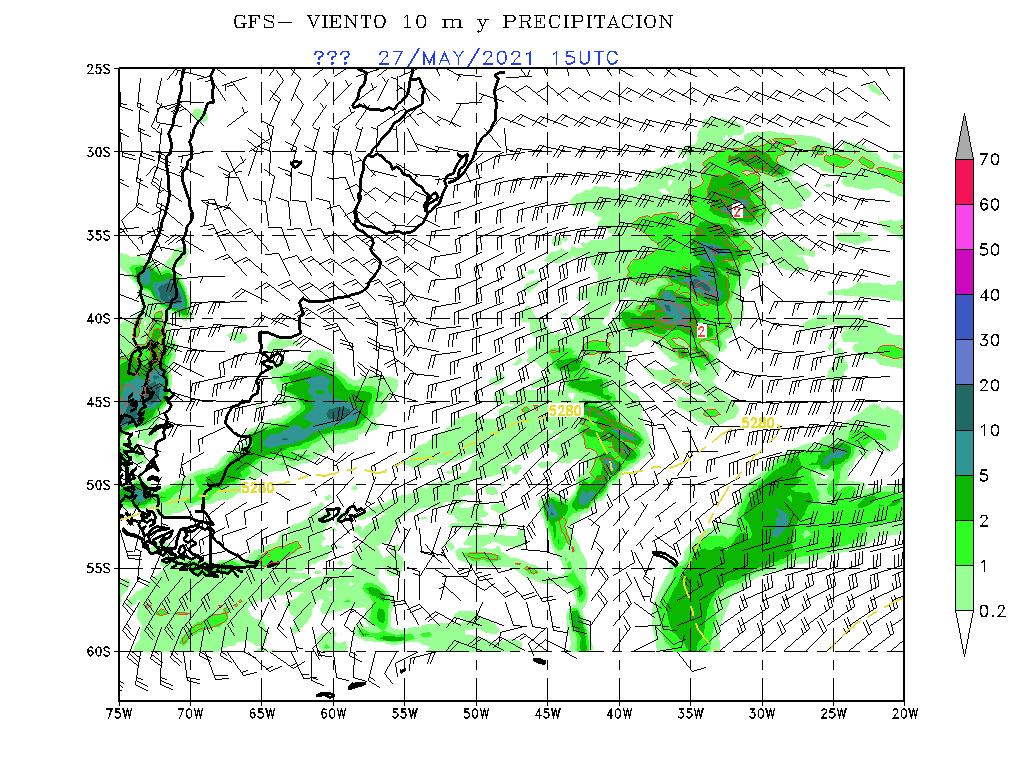 GFS– VIENTO 10 m y PRECIPITACION
??? 27/MAY/2021 15UTC
25S
30S
35S
40S
45S
50S
55S
60S
75W 70W 65W 60W 55W 50W 45W 40W 35W 30W 25W 20W
2
2
5280
5280
5280
70
60
50
40
30
20
10
5
2
1
0.2